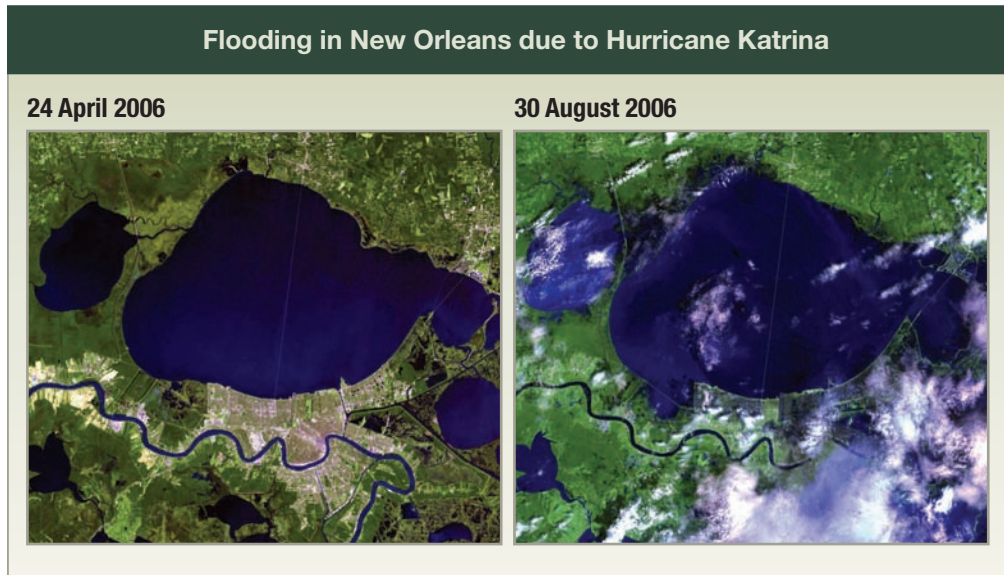 Flooding in New Orleans due to Hurricane Katrina
24 April 2006
30 August 2006